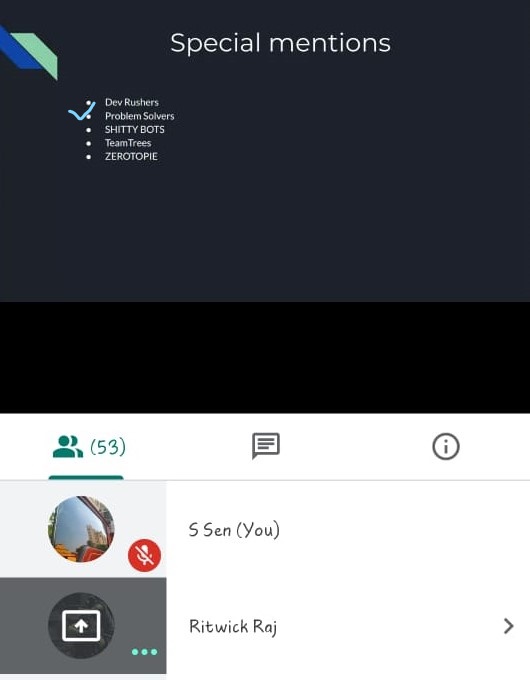 Special mentions
Dev Rushers
Problem Solvers
SHITTY BOTS
TeamTrees
ZEROTOPIE
(53)
S Sen (You)
Ritwick Raj